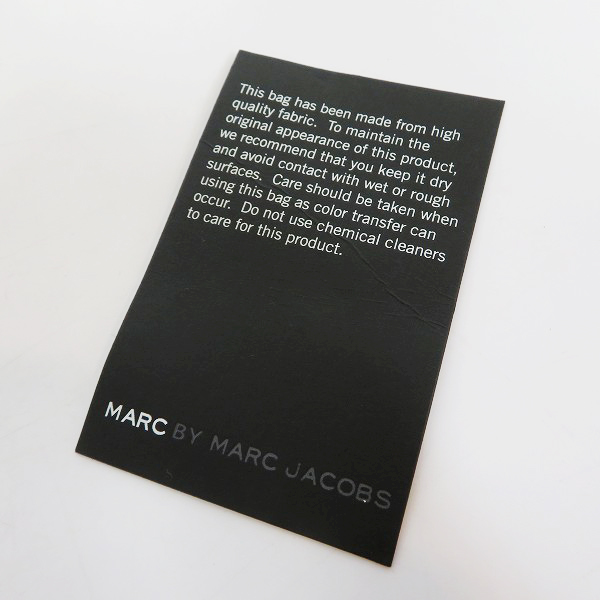 This bag has been made from high
quality fabric. To maintain the
original appearance of this product,
we recommend that you keep it dry
and avoid contact with wet or rough
surfaces. Care should be taken when
using this bag as color transfer can
occur. Do not use chemical cleaners
to care for this product.
MARC BY MARC JACOBS